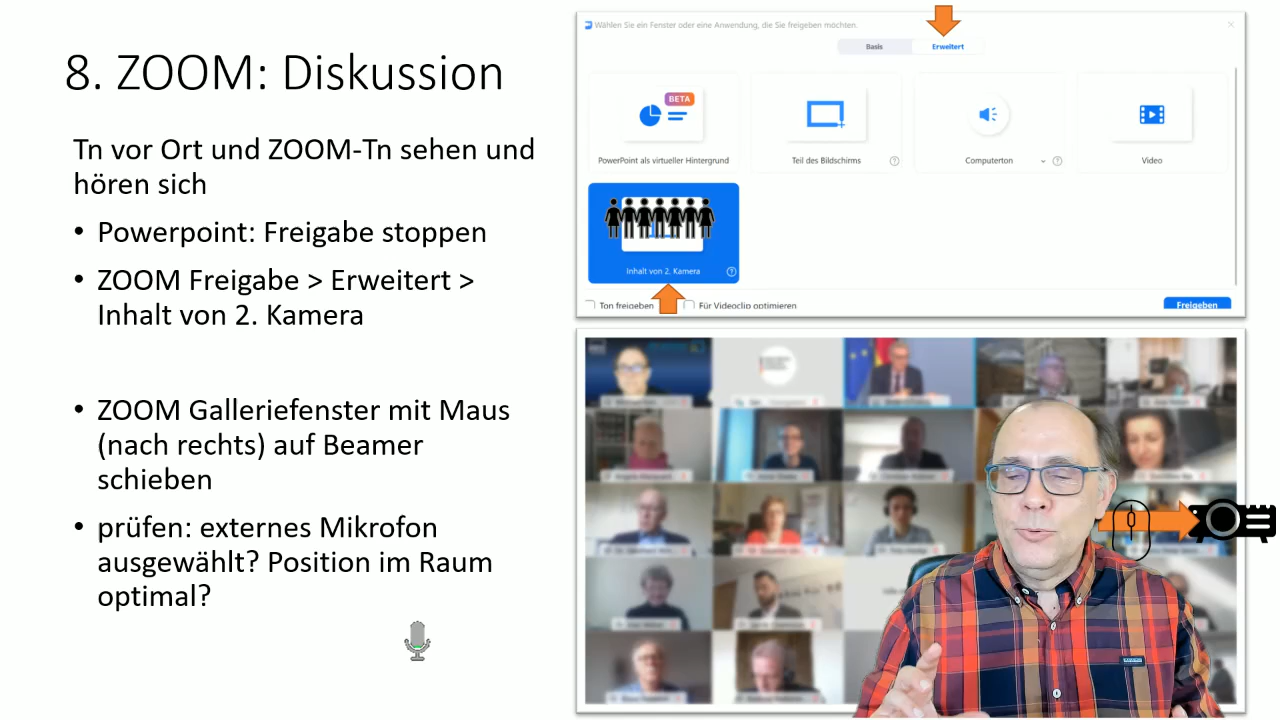 8. ZOOM: Diskussion
Tn vor Ort und ZOOM-Tn sehen und
hören sich
• Powerpoint: Freigabe stoppen
• ZOOM Freigabe > Erweitert >
Inhalt von 2. Kamera
• ZOOM Galleriefenster mit Maus
(nach rechts) auf Beamer
schieben
• prüfen: externes Mikrofon
ausgewählt? Position im Raum
optimal?
Wählen Sie ein Fenster oder eine Anwendung, die Sie freigeben möchten.
Basis
Erweitert
BETA
PowerPoint als virtueller Hintergrund
Teil des Bildschirms
Computerton
Video
Inhalt von 2. Kamera
Ton freigeben
Für Videoclip optimieren
Freigeben